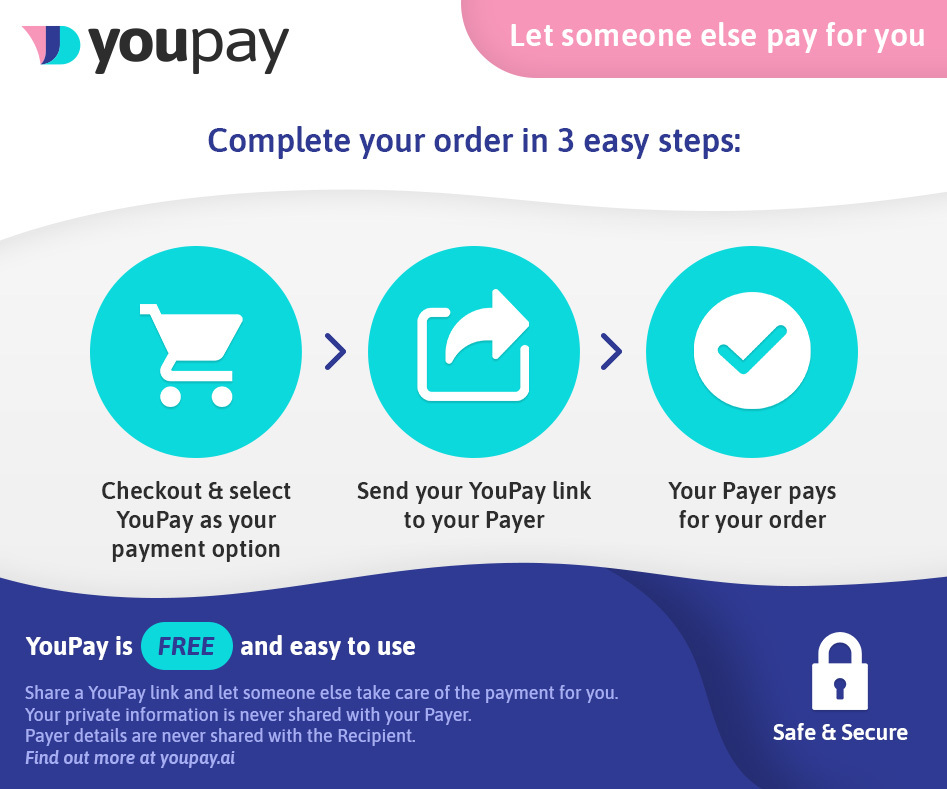 youpay
Let someone else pay for you
Complete your order in 3 easy steps:
Checkout & select
YouPay as your
payment option
Send your YouPay link
to your Payer
Your Payer pays
for your order
YouPay is FREE and easy to use
Share a YouPay link and let someone else take care of the payment for you.
Your private information is never shared with your Payer.
Payer details are never shared with the Recipient.
Find out more at youpay.ai
Safe & Secure